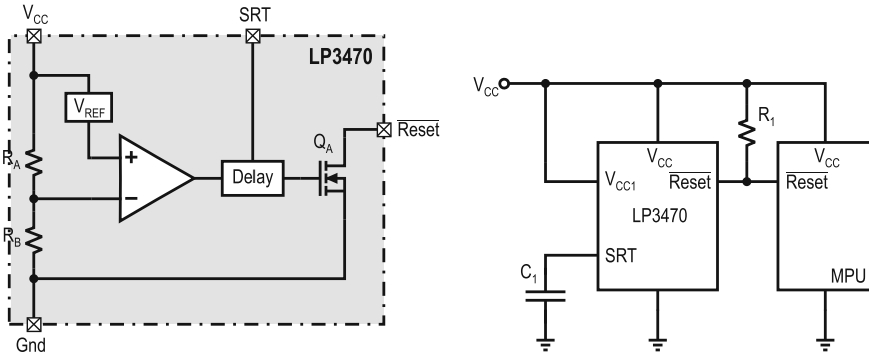 VCC
SRT
LP3470
VREF
QA
Reset
RA
+
Delay
−
RB
Gnd
VCC
R1
VCC
VCC
VCC1
Reset
Reset
LP3470
SRT
C1
MPU